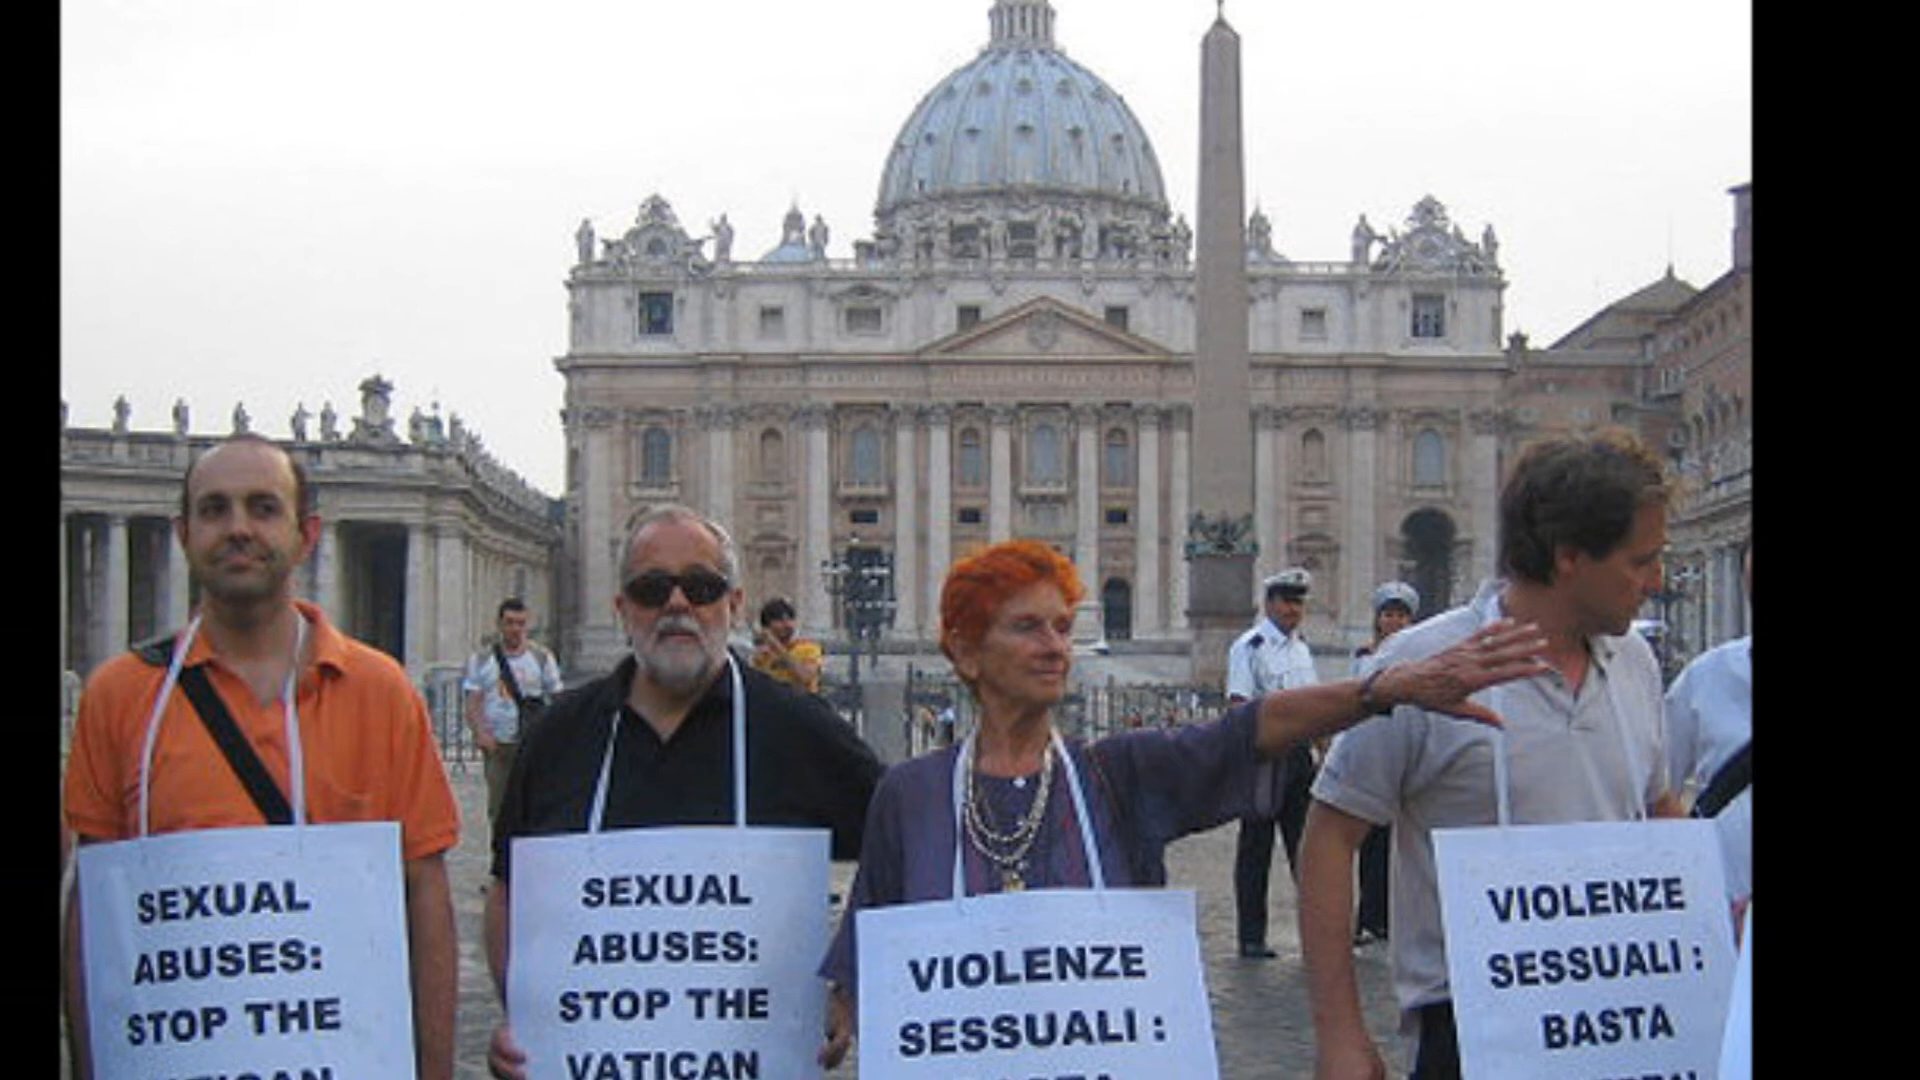 SEXUAL
ABUSES:
STOP THE
SEXUAL
ABUSES:
STOP THE
VATICAN
VIOLENZE
SESSUALI :
VIOLENZE
SESSUALI :
BASTA